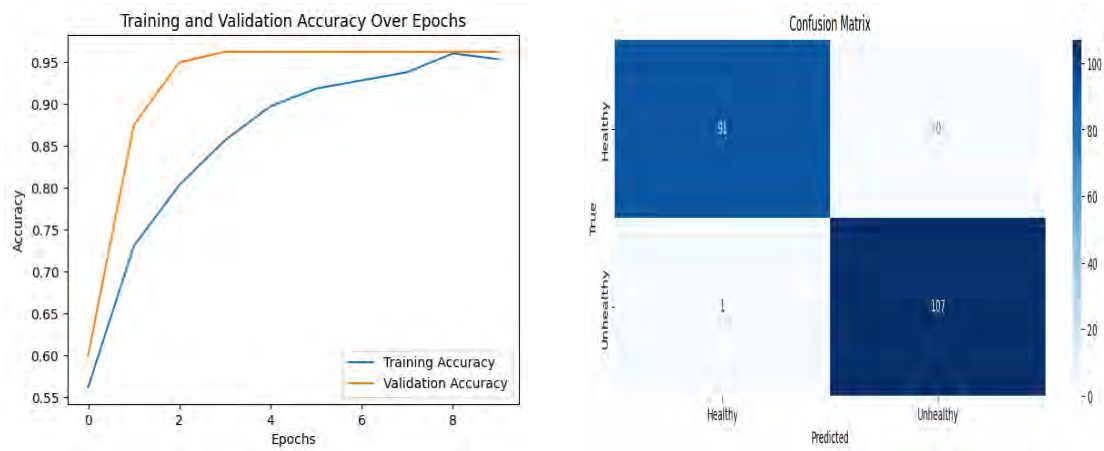 Training and Validation Accuracy Over Epochs
0.95
0.90
0.85
0.80
0.75
0.70
0.65
0.60
0.55
Accuracy
0 2 4 6 8
Epochs
Training Accuracy
Validation Accuracy
Confusion Matrix
Healthy
Unhealthy
True
91
1 107
Healthy Unhealthy
Predicted
100
80
60
40
20
0